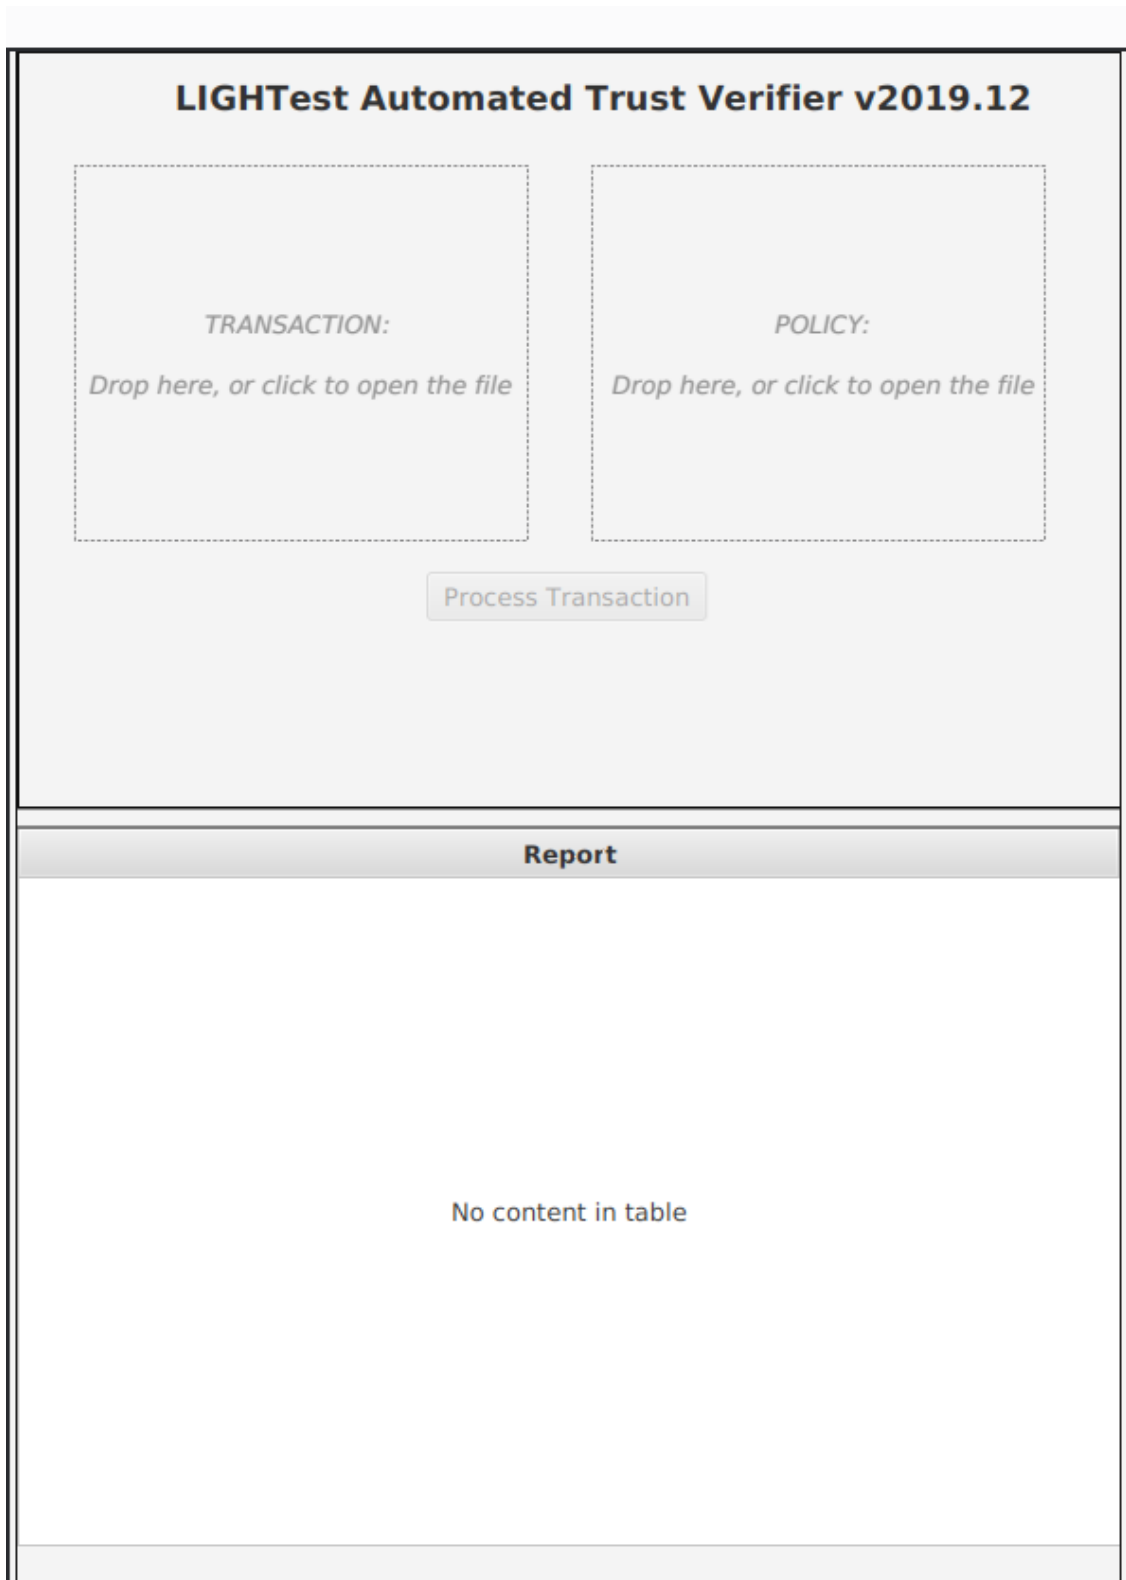 LIGHTest Automated Trust Verifier v2019.12
TRANSACTION:
Drop here, or click to open the file
POLICY:
Drop here, or click to open the file
Process Transaction
Report
No content in table